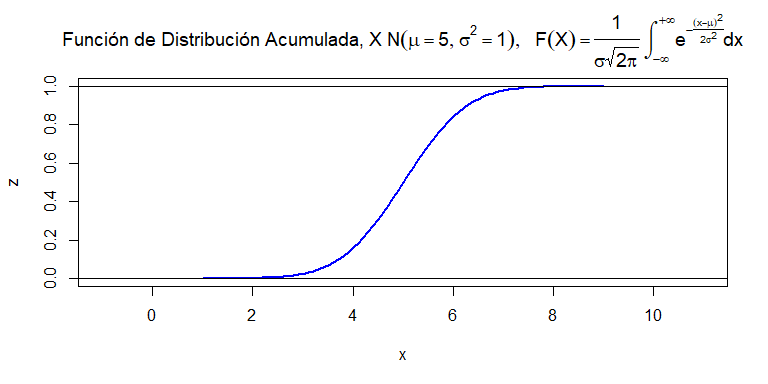 Función de Distribución Acumulada, X N(μ = 5, σ² = 1), F(X) = 1/(σ√2π) ∫₋∞⁺∞ e^(−(x−μ)²/2σ²) dx
1.0
0.8
0.6
0.4
0.2
0.0
z
0 2 4 6 8 10
x